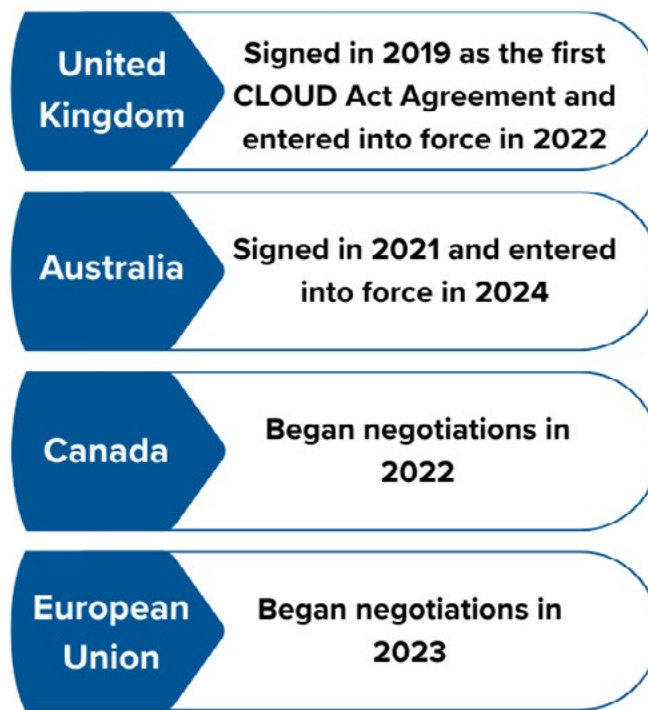 United
Kingdom
Signed in 2019 as the first
CLOUD Act Agreement and
entered into force in 2022
Australia
Signed in 2021 and entered
into force in 2024
Canada
Began negotiations in
2022
European
Union
Began negotiations in
2023